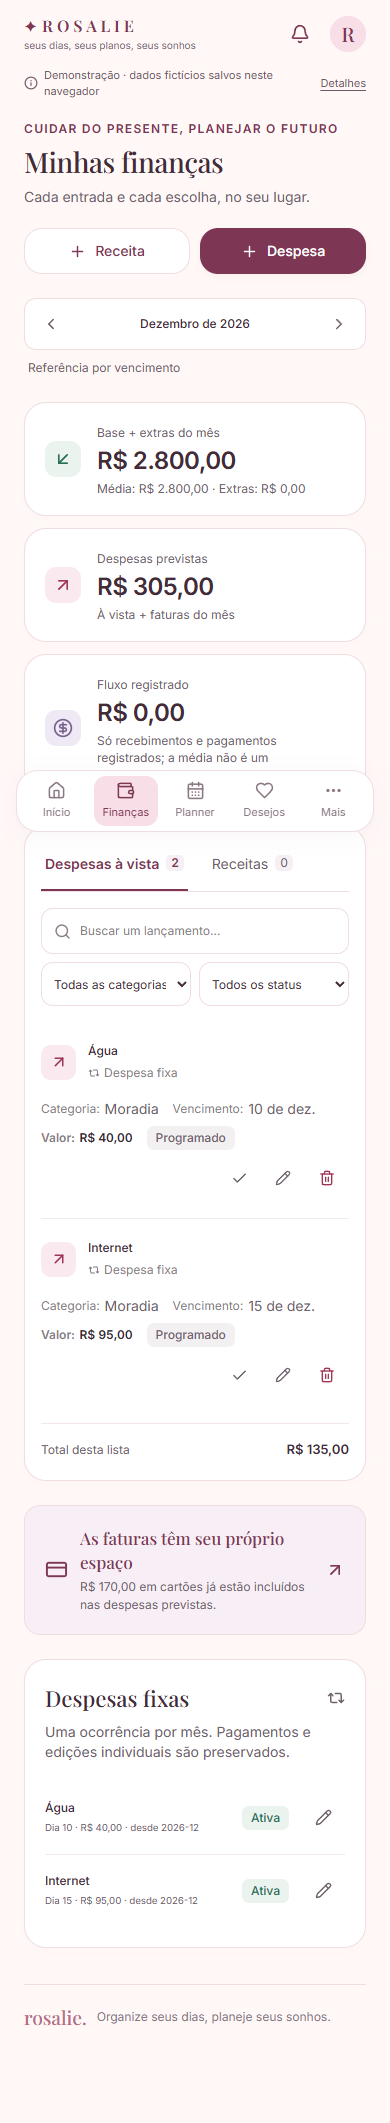 ✦ ROSALIE
seus dias, seus planos, seus sonhos
R
Demonstração · dados fictícios salvos neste
navegador
Detalhes
CUIDAR DO PRESENTE, PLANEJAR O FUTURO
Minhas finanças
Cada entrada e cada escolha, no seu lugar.
+ Receita
+ Despesa
Dezembro de 2026
Referência por vencimento
Base + extras do mês
R$ 2.800,00
Média: R$ 2.800,00 · Extras: R$ 0,00
Despesas previstas
R$ 305,00
À vista + faturas do mês
Fluxo registrado
R$ 0,00
Só recebimentos e pagamentos
registrados; a média não é um
Início
Finanças
Planner
Desejos
Mais
Despesas à vista 2
Receitas 0
Buscar um lançamento...
Todas as categorias
Todos os status
Água
Despesa fixa
Categoria: Moradia Vencimento: 10 de dez.
Valor: R$ 40,00 Programado
Internet
Despesa fixa
Categoria: Moradia Vencimento: 15 de dez.
Valor: R$ 95,00 Programado
Total desta lista R$ 135,00
As faturas têm seu próprio
espaço
R$ 170,00 em cartões já estão incluídos
nas despesas previstas.
Despesas fixas
Uma ocorrência por mês. Pagamentos e
edições individuais são preservados.
Água
Dia 10 · R$ 40,00 · desde 2026-12
Ativa
Internet
Dia 15 · R$ 95,00 · desde 2026-12
Ativa
rosalie. Organize seus dias, planeje seus sonhos.